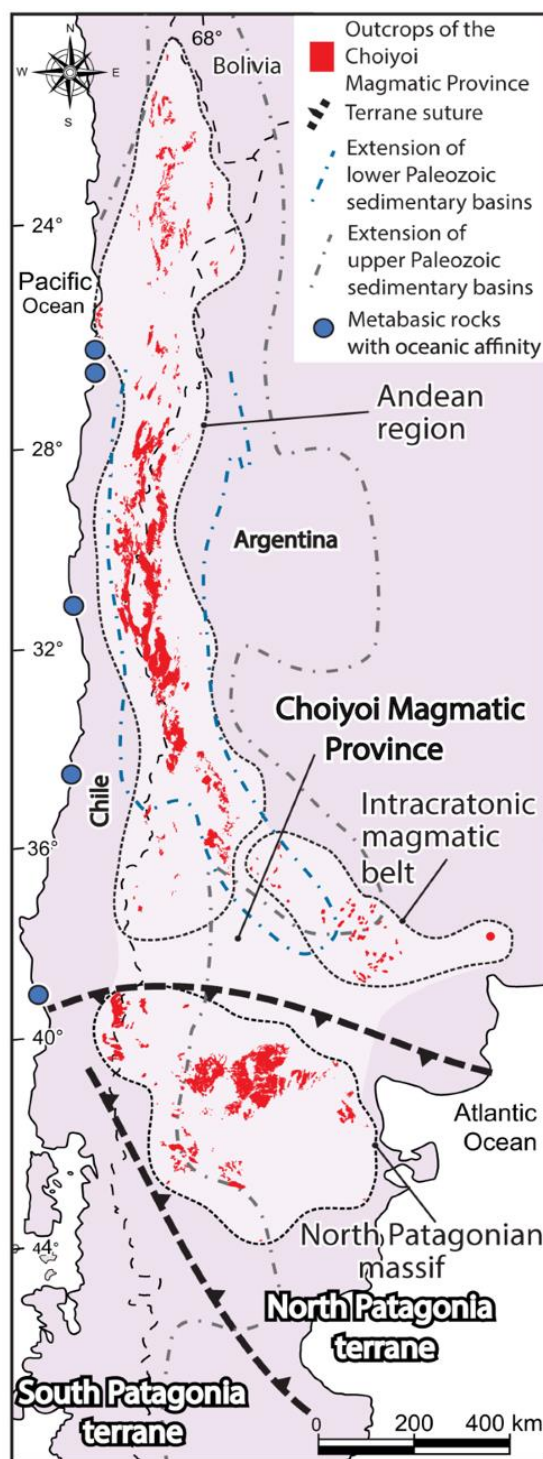 N
W
E
S
68°
Bolivia
Outcrops of the
Choiyoi
Magmatic Province
Terrane suture
Extension of
lower Paleozoic
sedimentary basins
Extension of
upper Paleozoic
sedimentary basins
Metabasic rocks
with oceanic affinity
24°
Pacific
Ocean
Andean
region
28°
Argentina
32°
Choiyoi Magmatic
Province
Chile
Intracratonic
magmatic
belt
36°
40°
Atlantic
Ocean
North Patagonian
massif
44°
North Patagonia
terrane
South Patagonia
terrane
0 200 400 km